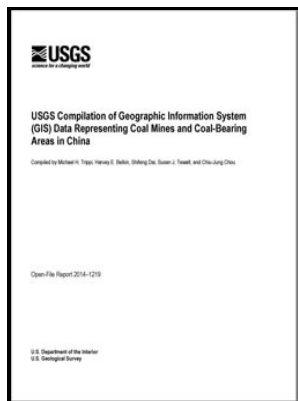 USGS
science for a changing world
USGS Compilation of Geographic Information System
(GIS) Data Representing Coal Mines and Coal-Bearing
Areas in China
Compiled by Michael H. Trippi, Harvey E. Belkin, Shifeng Dai, Susan J. Tewalt, and Chiu-Jung Chou
Open-File Report 2014–1219
U.S. Department of the Interior
U.S. Geological Survey